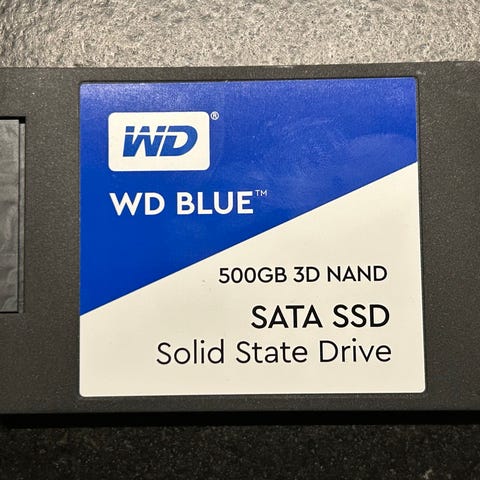 WD®
WD BLUE™
500GB 3D NAND
SATA SSD
Solid State Drive